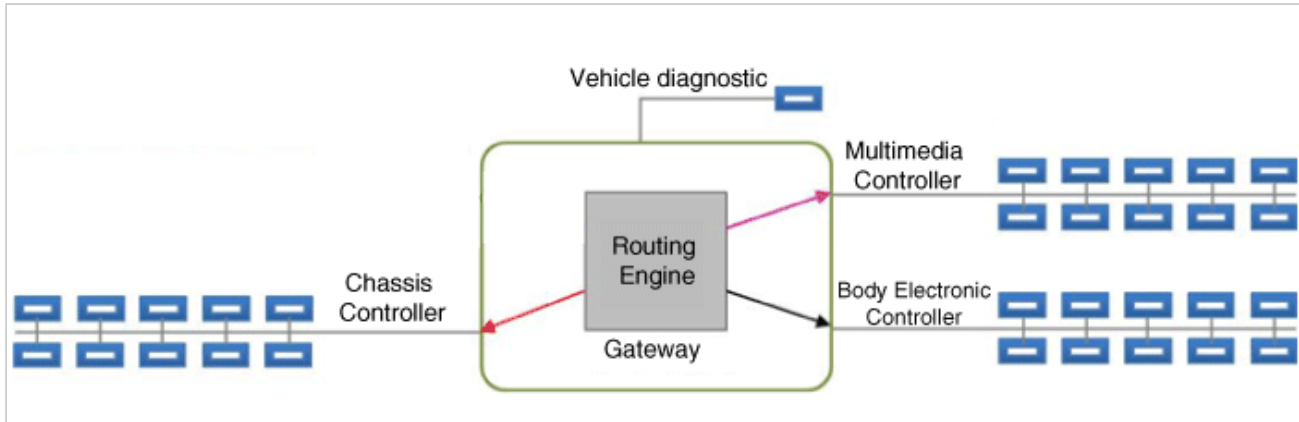 Vehicle diagnostic
Multimedia
Controller
Routing
Engine
Chassis
Controller
Body Electronic
Controller
Gateway